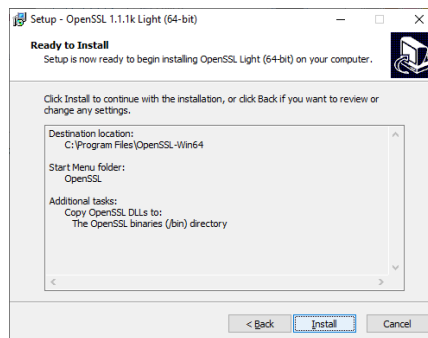 Setup - OpenSSL 1.1.1k Light (64-bit)
Ready to Install
Setup is now ready to begin installing OpenSSL Light (64-bit) on your computer.
Click Install to continue with the installation, or click Back if you want to review or
change any settings.
Destination location:
C:\Program Files\OpenSSL-Win64
Start Menu folder:
OpenSSL
Additional tasks:
Copy OpenSSL DLLs to:
The OpenSSL binaries (/bin) directory
< Back
Install
Cancel